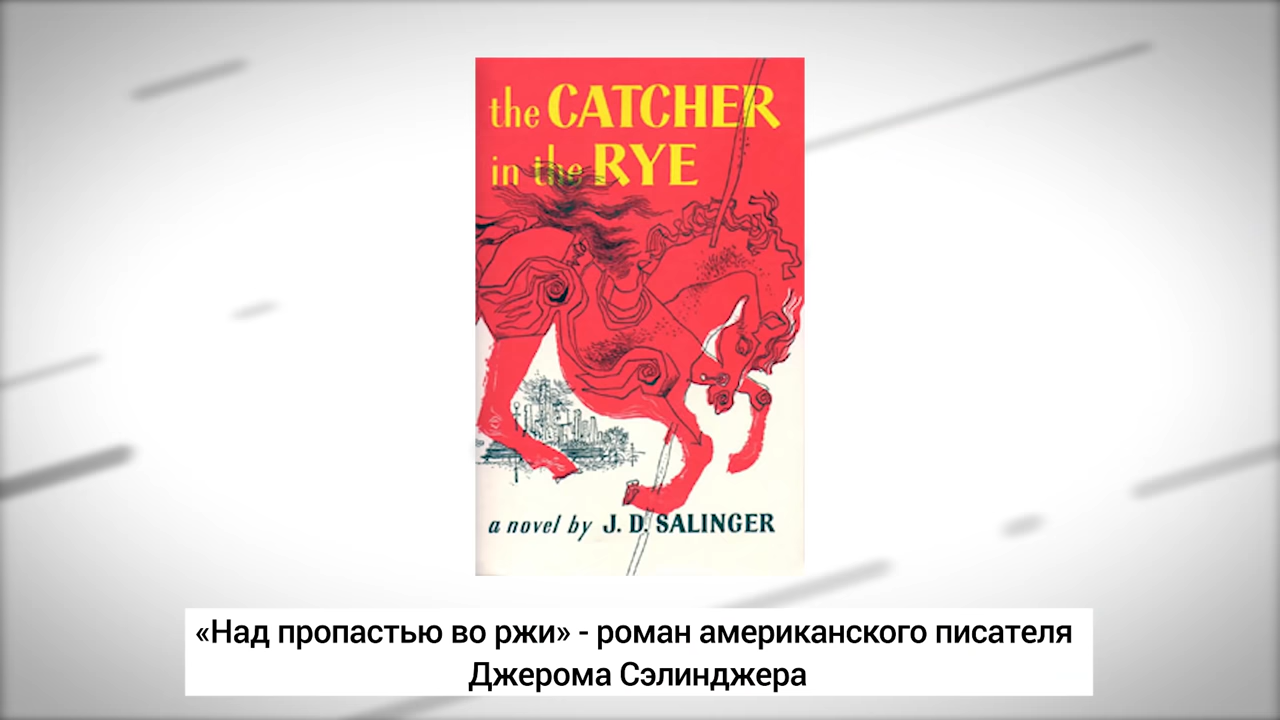 the CATCHER
in the RYE
a novel by J. D. SALINGER
«Над пропастью во ржи» - роман американского писателя
Джерома Сэлинджера